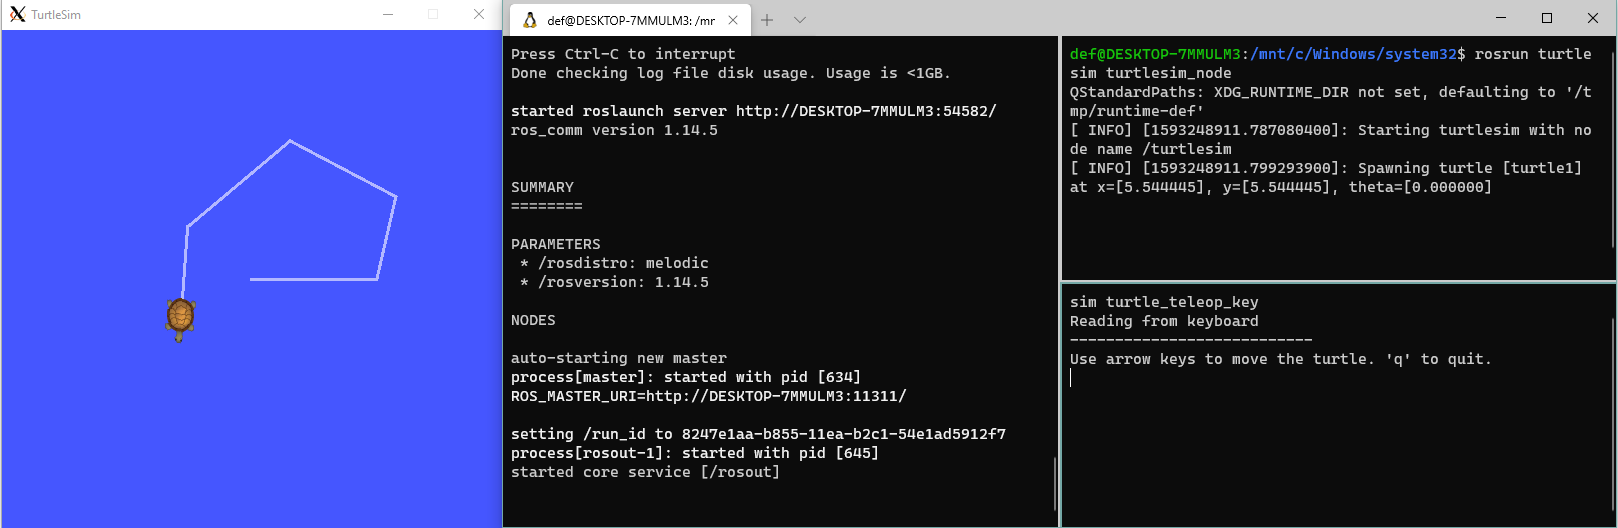 TurtleSim
def@DESKTOP-7MMULM3: /mr
Press Ctrl-C to interrupt
Done checking log file disk usage. Usage is <1GB.
started roslaunch server http://DESKTOP-7MMULM3:54582/
ros_comm version 1.14.5
SUMMARY
========
PARAMETERS
 * /rosdistro: melodic
 * /rosversion: 1.14.5
NODES
auto-starting new master
process[master]: started with pid [634]
ROS_MASTER_URI=http://DESKTOP-7MMULM3:11311/
setting /run_id to 8247e1aa-b855-11ea-b2c1-54e1ad5912f7
process[rosout-1]: started with pid [645]
started core service [/rosout]
def@DESKTOP-7MMULM3:/mnt/c/Windows/system32$ rosrun turtle
sim turtlesim_node
QStandardPaths: XDG_RUNTIME_DIR not set, defaulting to '/t
mp/runtime-def'
[ INFO] [1593248911.787080400]: Starting turtlesim with no
de name /turtlesim
[ INFO] [1593248911.799293900]: Spawning turtle [turtle1]
at x=[5.544445], y=[5.544445], theta=[0.000000]
sim turtle_teleop_key
Reading from keyboard
---------------------------
Use arrow keys to move the turtle. 'q' to quit.